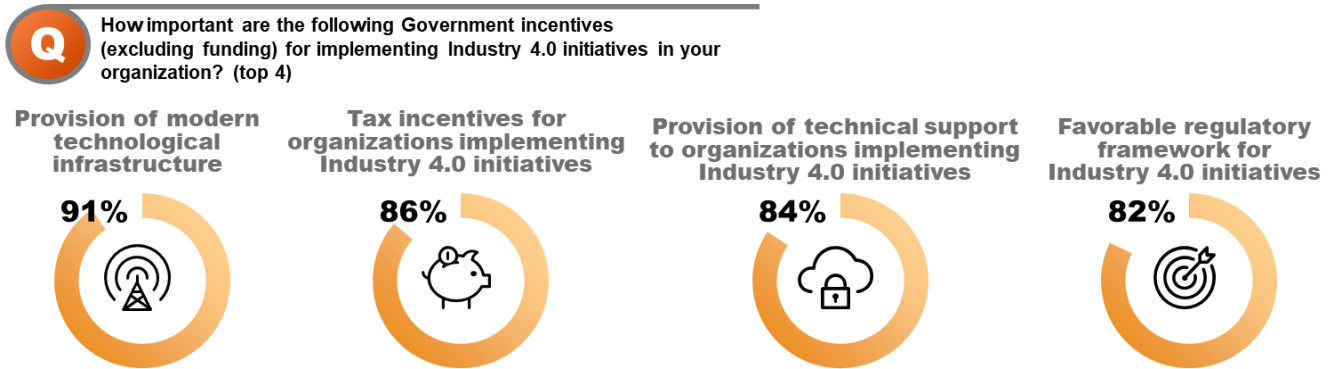 Q
How important are the following Government incentives
(excluding funding) for implementing Industry 4.0 initiatives in your
organization? (top 4)
Provision of modern
technological
infrastructure
91%
Tax incentives for
organizations implementing
Industry 4.0 initiatives
86%
Provision of technical support
to organizations implementing
Industry 4.0 initiatives
84%
Favorable regulatory
framework for
Industry 4.0 initiatives
82%